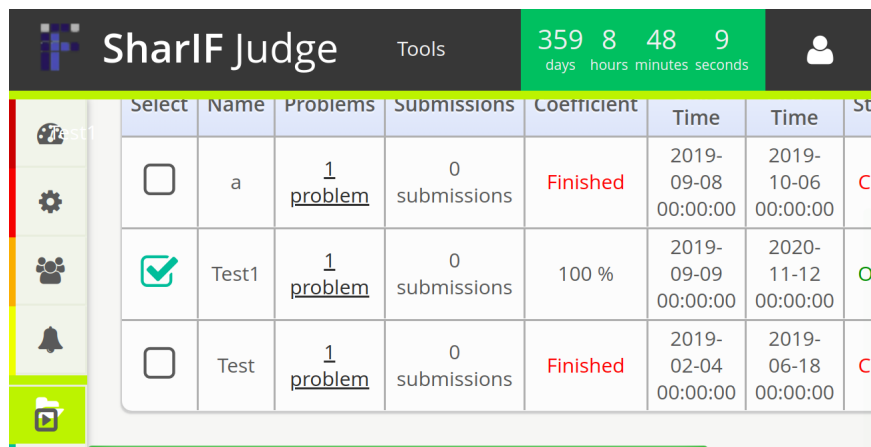 SharIF Judge
Tools
359 8 48 9
days hours minutes seconds
Select Name Problems Submissions Coefficient
Time Time St
Test1
a
1 problem
0 submissions
Finished
2019-09-08 00:00:00
2019-10-06 00:00:00
C
Test1
1 problem
0 submissions
100 %
2019-09-09 00:00:00
2020-11-12 00:00:00
O
Test
1 problem
0 submissions
Finished
2019-02-04 00:00:00
2019-06-18 00:00:00
C